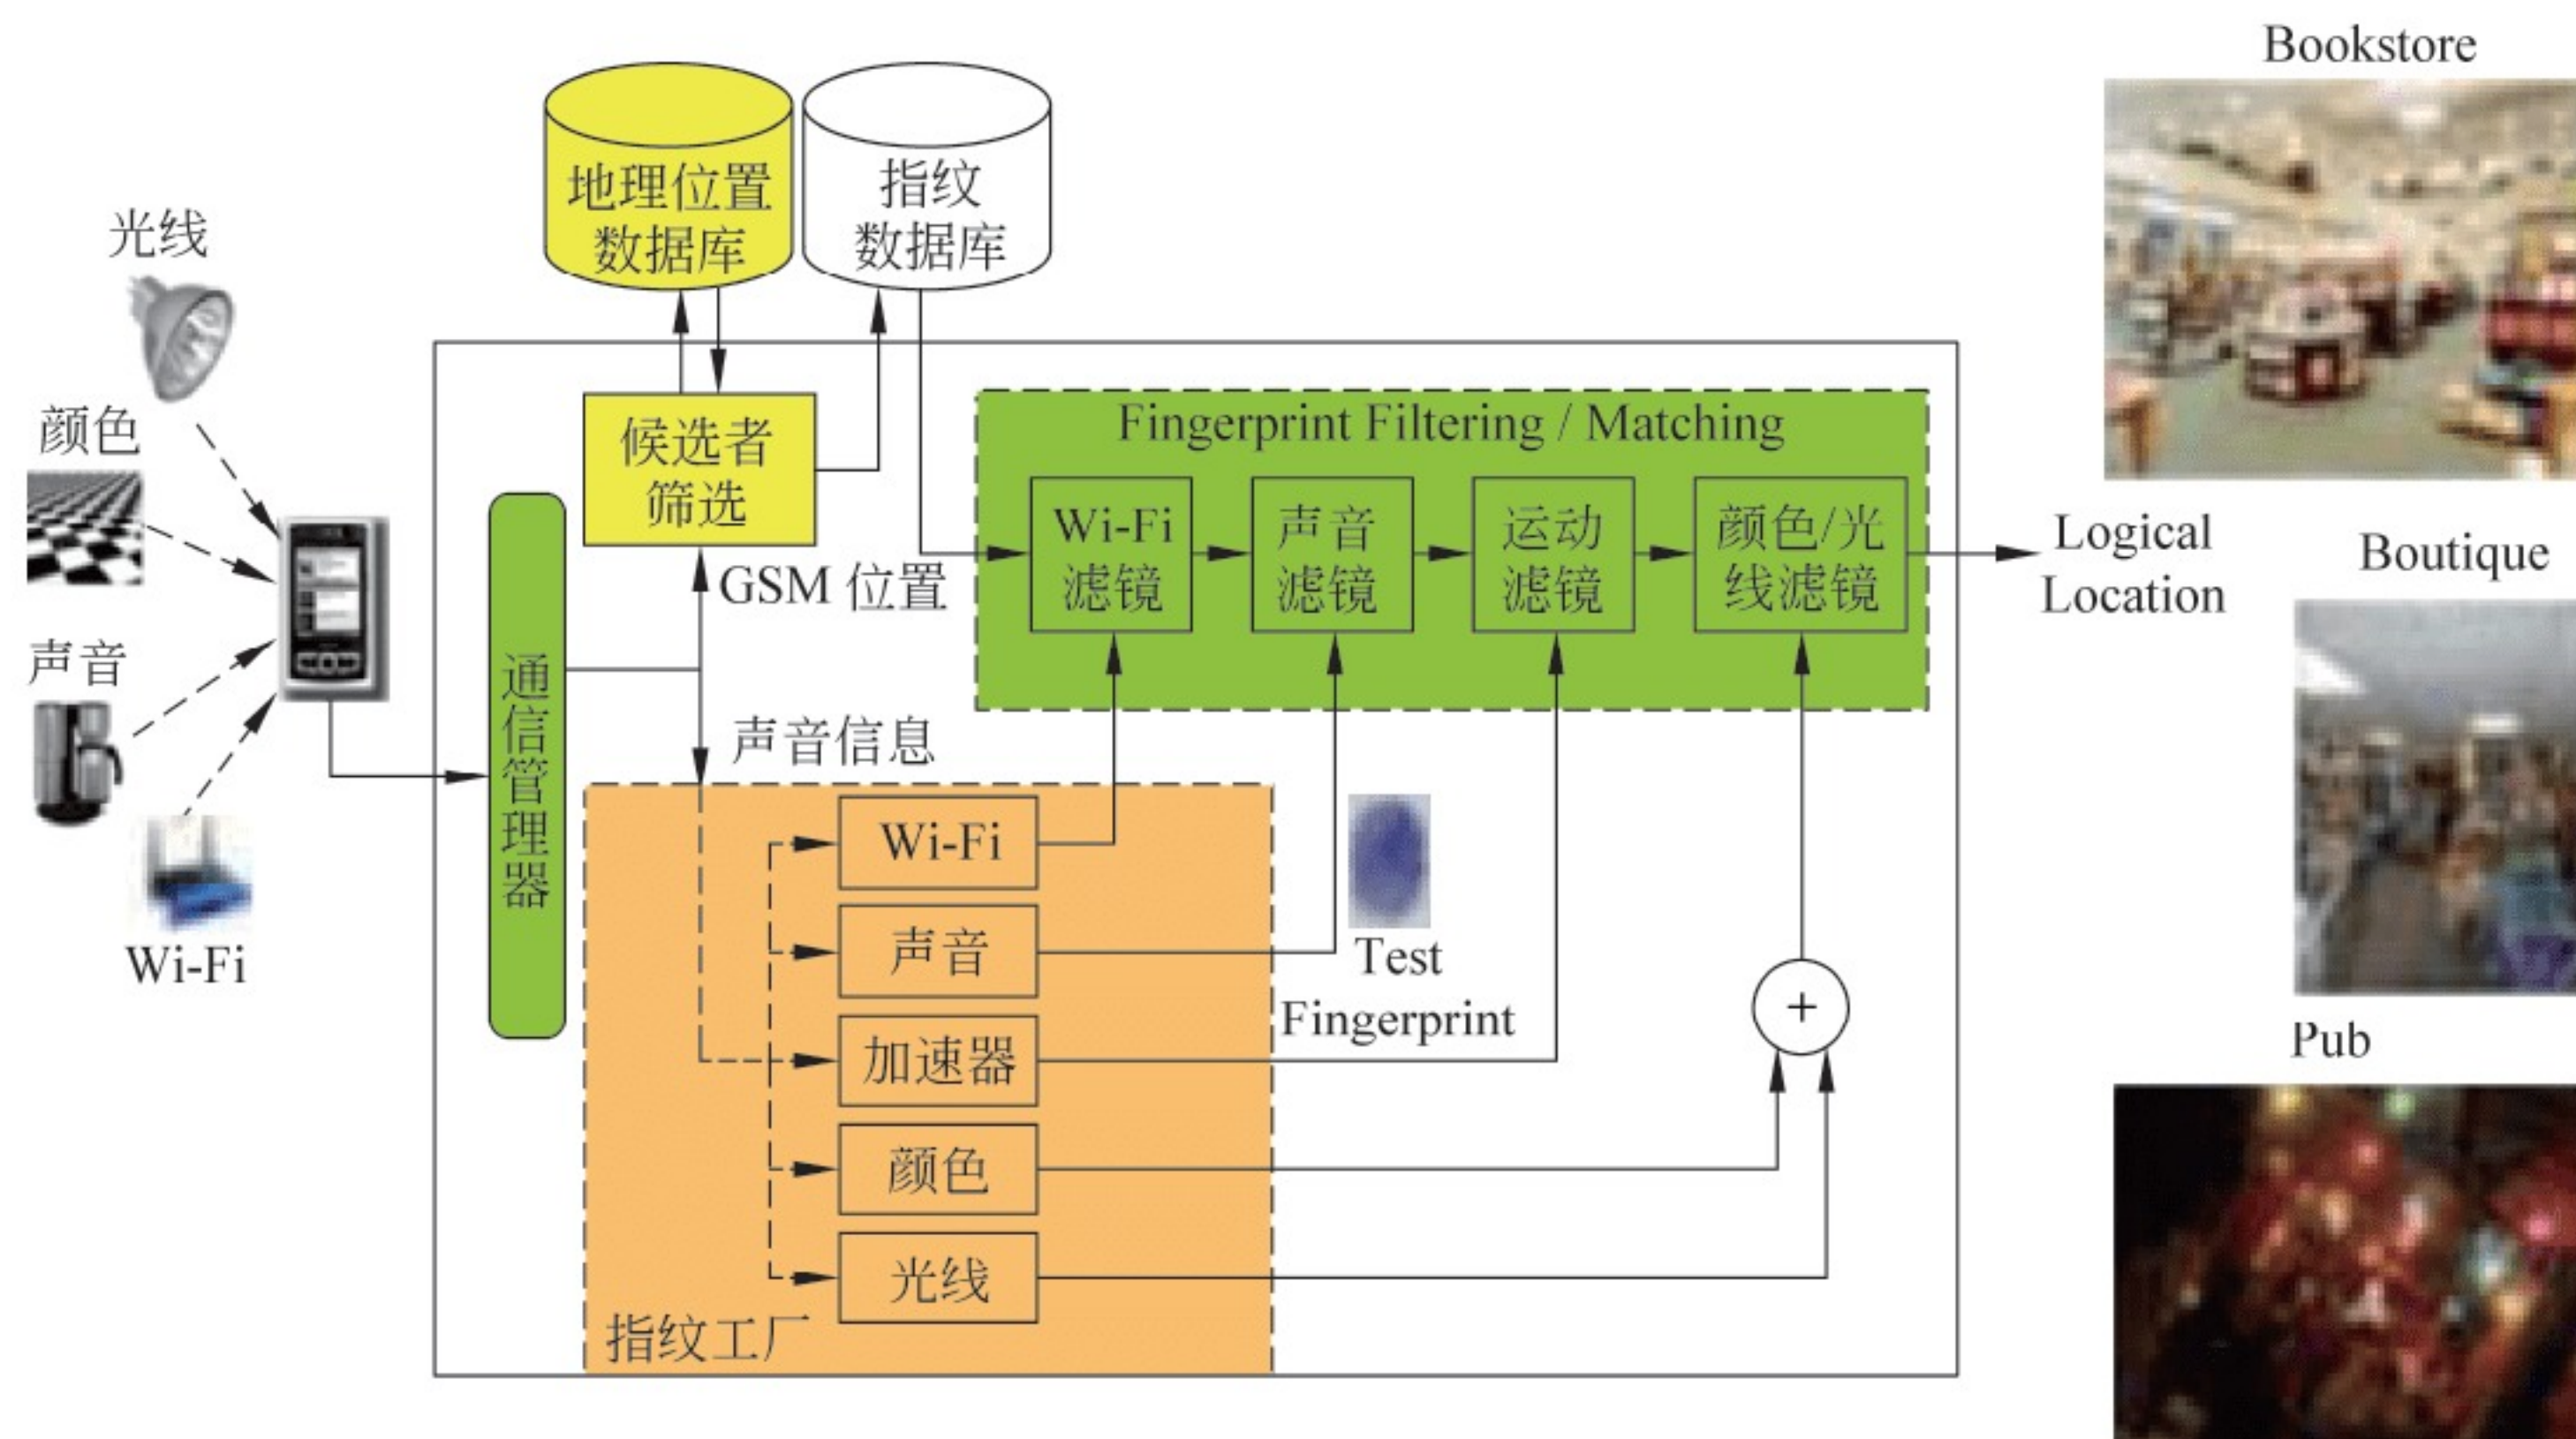 光线
颜色
声音
Wi-Fi
地理位置
数据库
指纹
数据库
候选者
筛选
GSM 位置
通信管理器
声音信息
Fingerprint Filtering / Matching
Wi-Fi
滤镜
声音
滤镜
运动
滤镜
颜色/光
线滤镜
Wi-Fi
声音
加速器
颜色
光线
指纹工厂
Test
Fingerprint
+
Logical
Location
Bookstore
Boutique
Pub